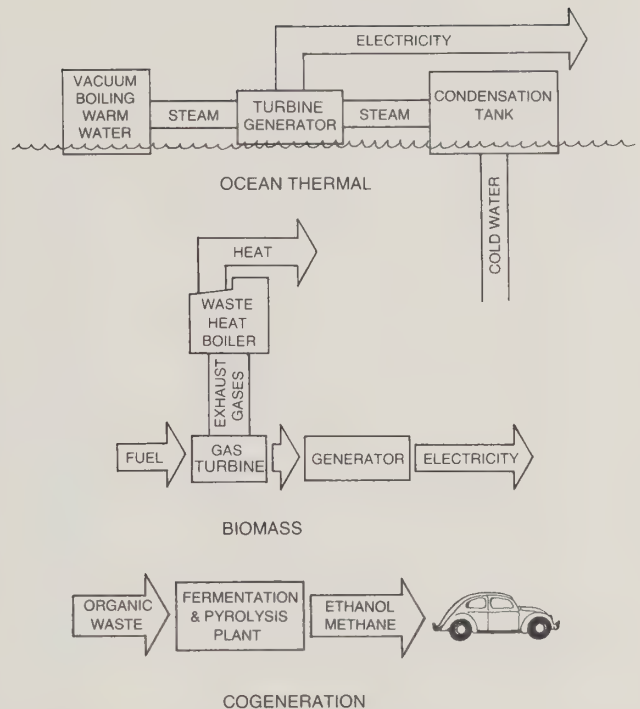 ELECTRICITY
VACUUM
BOILING
WARM
WATER
STEAM
TURBINE
GENERATOR
STEAM
CONDENSATION
TANK
OCEAN THERMAL
COLD WATER
HEAT
WASTE
HEAT
BOILER
EXHAUST
GASES
FUEL
GAS
TURBINE
GENERATOR
ELECTRICITY
BIOMASS
ORGANIC
WASTE
FERMENTATION
& PYROLYSIS
PLANT
ETHANOL
METHANE
COGENERATION